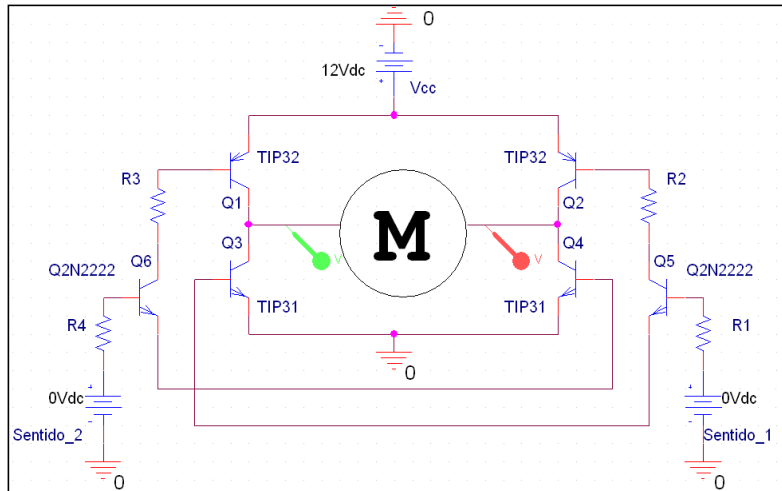 0
12Vdc
Vcc
TIP32
TIP32
R3
R2
Q1
Q2
M
Q3
Q4
V
V
Q6
Q5
Q2N2222
Q2N2222
TIP31
TIP31
R4
R1
0
0Vdc
0Vdc
Sentido_2
Sentido_1
0
0